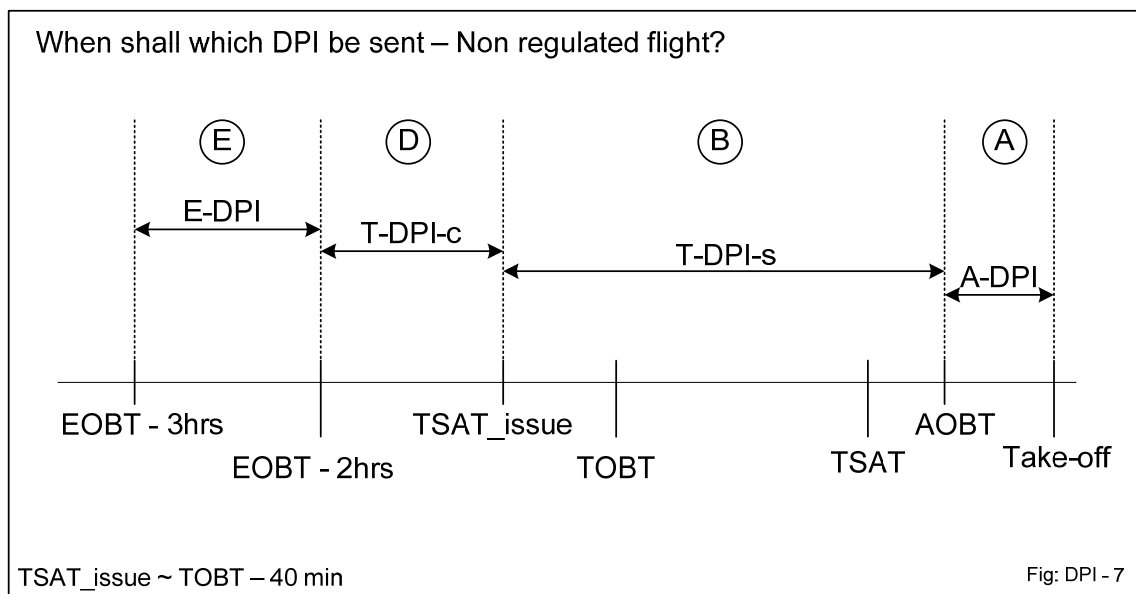 When shall which DPI be sent – Non regulated flight?
E
D
B
A
E-DPI
T-DPI-c
T-DPI-s
A-DPI
EOBT - 3hrs
EOBT - 2hrs
TSAT_issue
TOBT
TSAT
AOBT
Take-off
TSAT_issue ~ TOBT – 40 min
Fig: DPI - 7